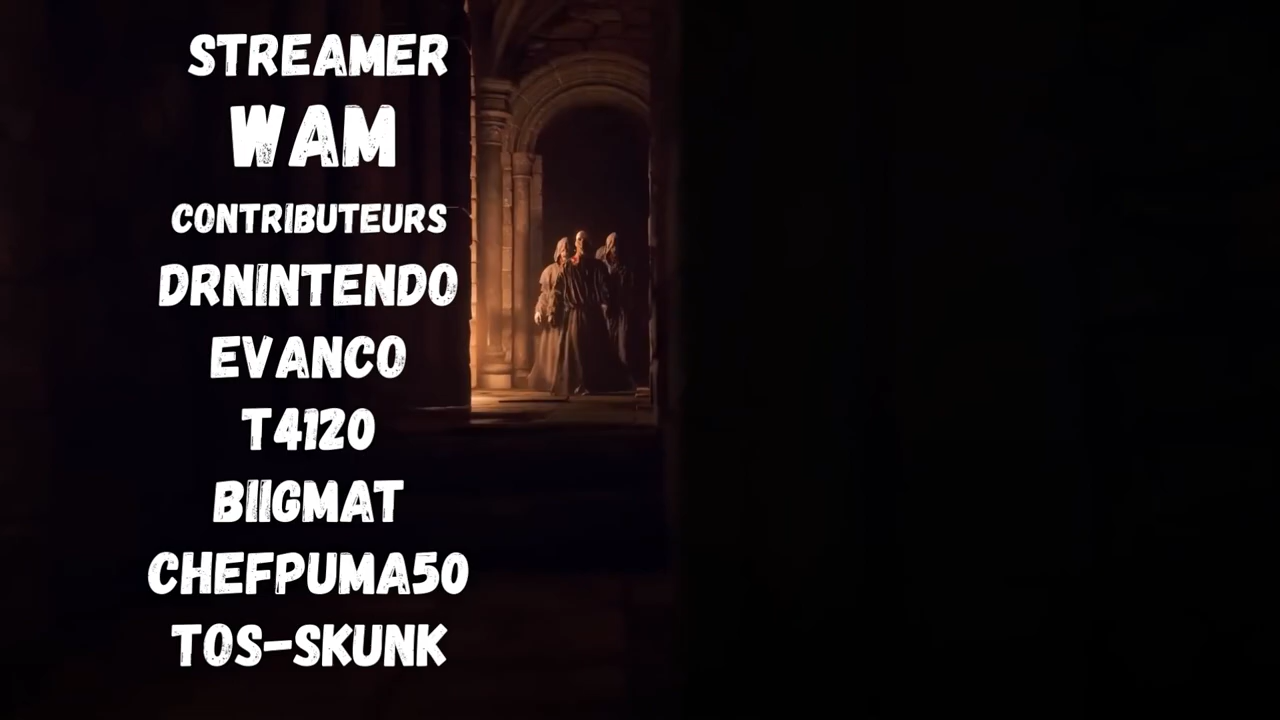 STREAMER
WAM
CONTRIBUTEURS
DRNINTENDO
EVANCO
T4120
BIIGMAT
CHEFPUMA50
TOS-SKUNK